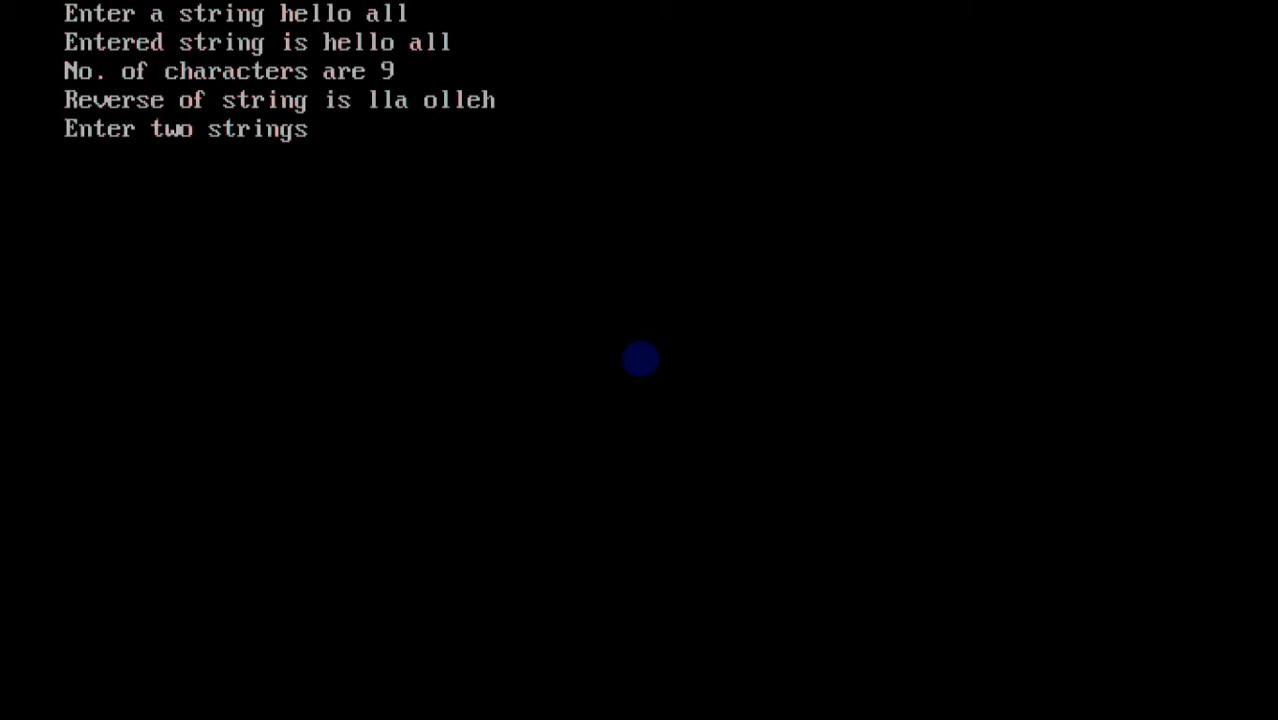 Enter a string hello all
Entered string is hello all
No. of characters are 9
Reverse of string is lla olleh
Enter two strings